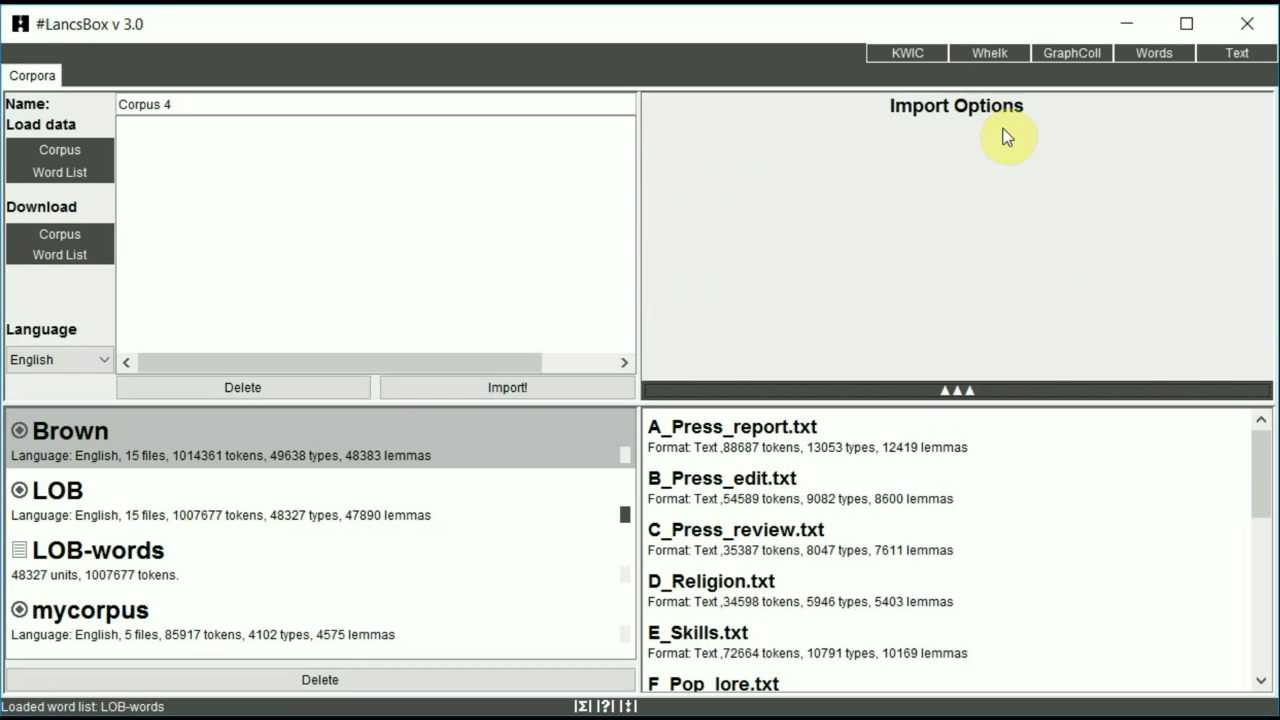 #LancsBox v 3.0
KWIC Whelk GraphColl Words Text
Corpora
Name: Corpus 4
Load data
Corpus
Word List
Download
Corpus
Word List
Language
English
Delete Import!
Import Options
Brown
Language: English, 15 files, 1014361 tokens, 49638 types, 48383 lemmas
LOB
Language: English, 15 files, 1007677 tokens, 48327 types, 47890 lemmas
LOB-words
48327 units, 1007677 tokens.
mycorpus
Language: English, 5 files, 85917 tokens, 4102 types, 4575 lemmas
Delete
A_Press_report.txt
Format: Text ,88687 tokens, 13053 types, 12419 lemmas
B_Press_edit.txt
Format: Text ,54589 tokens, 9082 types, 8600 lemmas
C_Press_review.txt
Format: Text ,35387 tokens, 8047 types, 7611 lemmas
D_Religion.txt
Format: Text ,34598 tokens, 5946 types, 5403 lemmas
E_Skills.txt
Format: Text ,72664 tokens, 10791 types, 10169 lemmas
F_Pop_lore.txt
Loaded word list: LOB-words |Σ| |?| |‡|